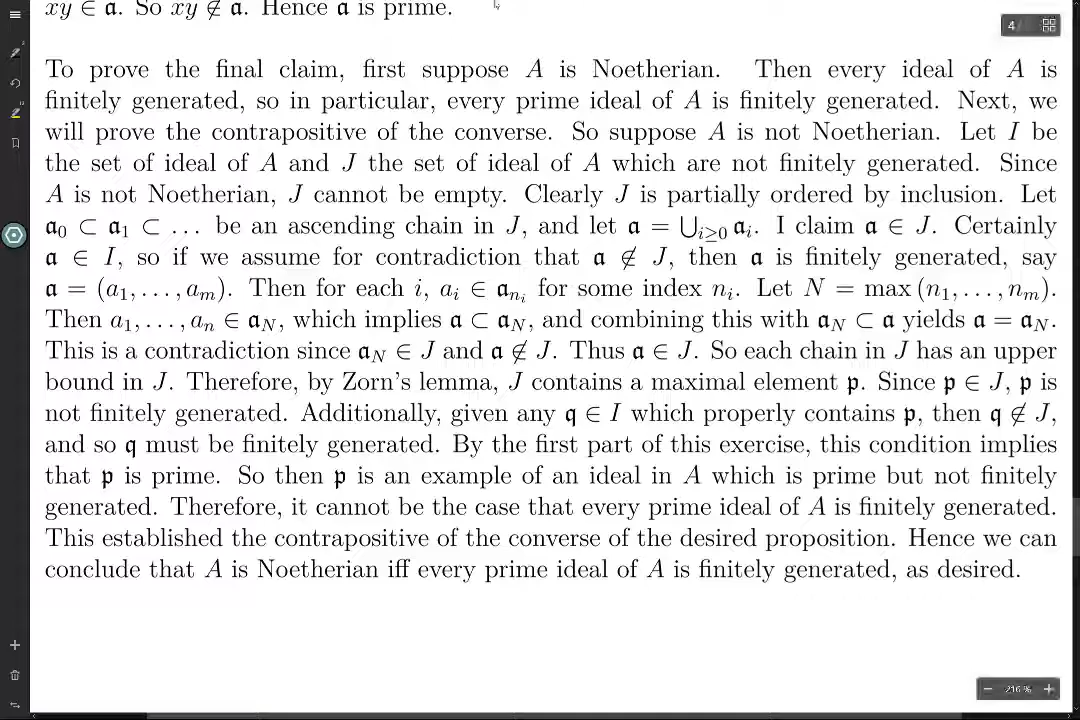 xy ∈ 𝔞. So xy ∉ 𝔞. Hence 𝔞 is prime.
4
To prove the final claim, first suppose A is Noetherian. Then every ideal of A is
finitely generated, so in particular, every prime ideal of A is finitely generated. Next, we
will prove the contrapositive of the converse. So suppose A is not Noetherian. Let I be
the set of ideal of A and J the set of ideal of A which are not finitely generated. Since
A is not Noetherian, J cannot be empty. Clearly J is partially ordered by inclusion. Let
𝔞₀ ⊂ 𝔞₁ ⊂ … be an ascending chain in J, and let 𝔞 = ⋃_{i≥0} 𝔞ᵢ. I claim 𝔞 ∈ J. Certainly
𝔞 ∈ I, so if we assume for contradiction that 𝔞 ∉ J, then 𝔞 is finitely generated, say
𝔞 = (a₁, …, aₘ). Then for each i, aᵢ ∈ 𝔞_{nᵢ} for some index nᵢ. Let N = max (n₁, …, nₘ).
Then a₁, …, aₙ ∈ 𝔞_N, which implies 𝔞 ⊂ 𝔞_N, and combining this with 𝔞_N ⊂ 𝔞 yields 𝔞 = 𝔞_N.
This is a contradiction since 𝔞_N ∈ J and 𝔞 ∉ J. Thus 𝔞 ∈ J. So each chain in J has an upper
bound in J. Therefore, by Zorn's lemma, J contains a maximal element 𝔭. Since 𝔭 ∈ J, 𝔭 is
not finitely generated. Additionally, given any 𝔮 ∈ I which properly contains 𝔭, then 𝔮 ∉ J,
and so 𝔮 must be finitely generated. By the first part of this exercise, this condition implies
that 𝔭 is prime. So then 𝔭 is an example of an ideal in A which is prime but not finitely
generated. Therefore, it cannot be the case that every prime ideal of A is finitely generated.
This established the contrapositive of the converse of the desired proposition. Hence we can
conclude that A is Noetherian iff every prime ideal of A is finitely generated, as desired.
− 216 % +